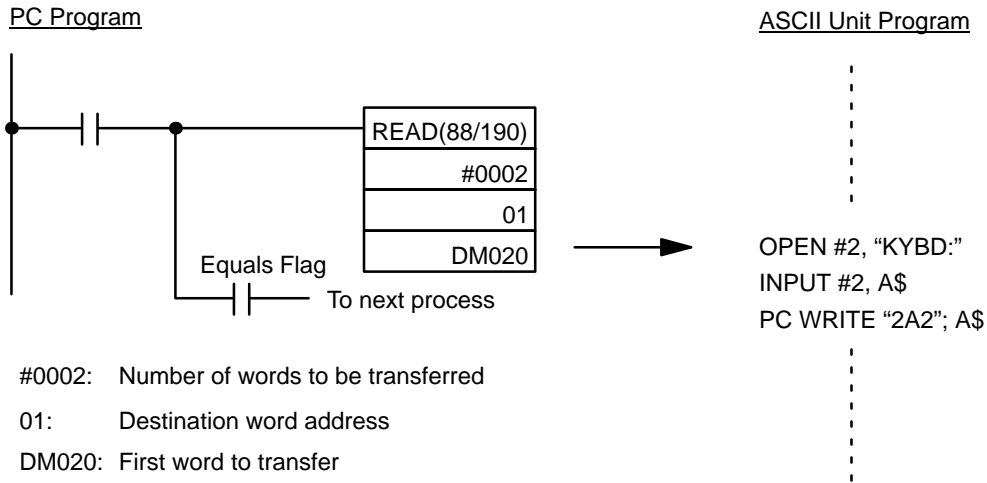 PC Program
ASCII Unit Program
READ(88/190)
#0002
01
DM020
Equals Flag
To next process
OPEN #2, “KYBD:”
INPUT #2, A$
PC WRITE “2A2”; A$
#0002: Number of words to be transferred
01: Destination word address
DM020: First word to transfer